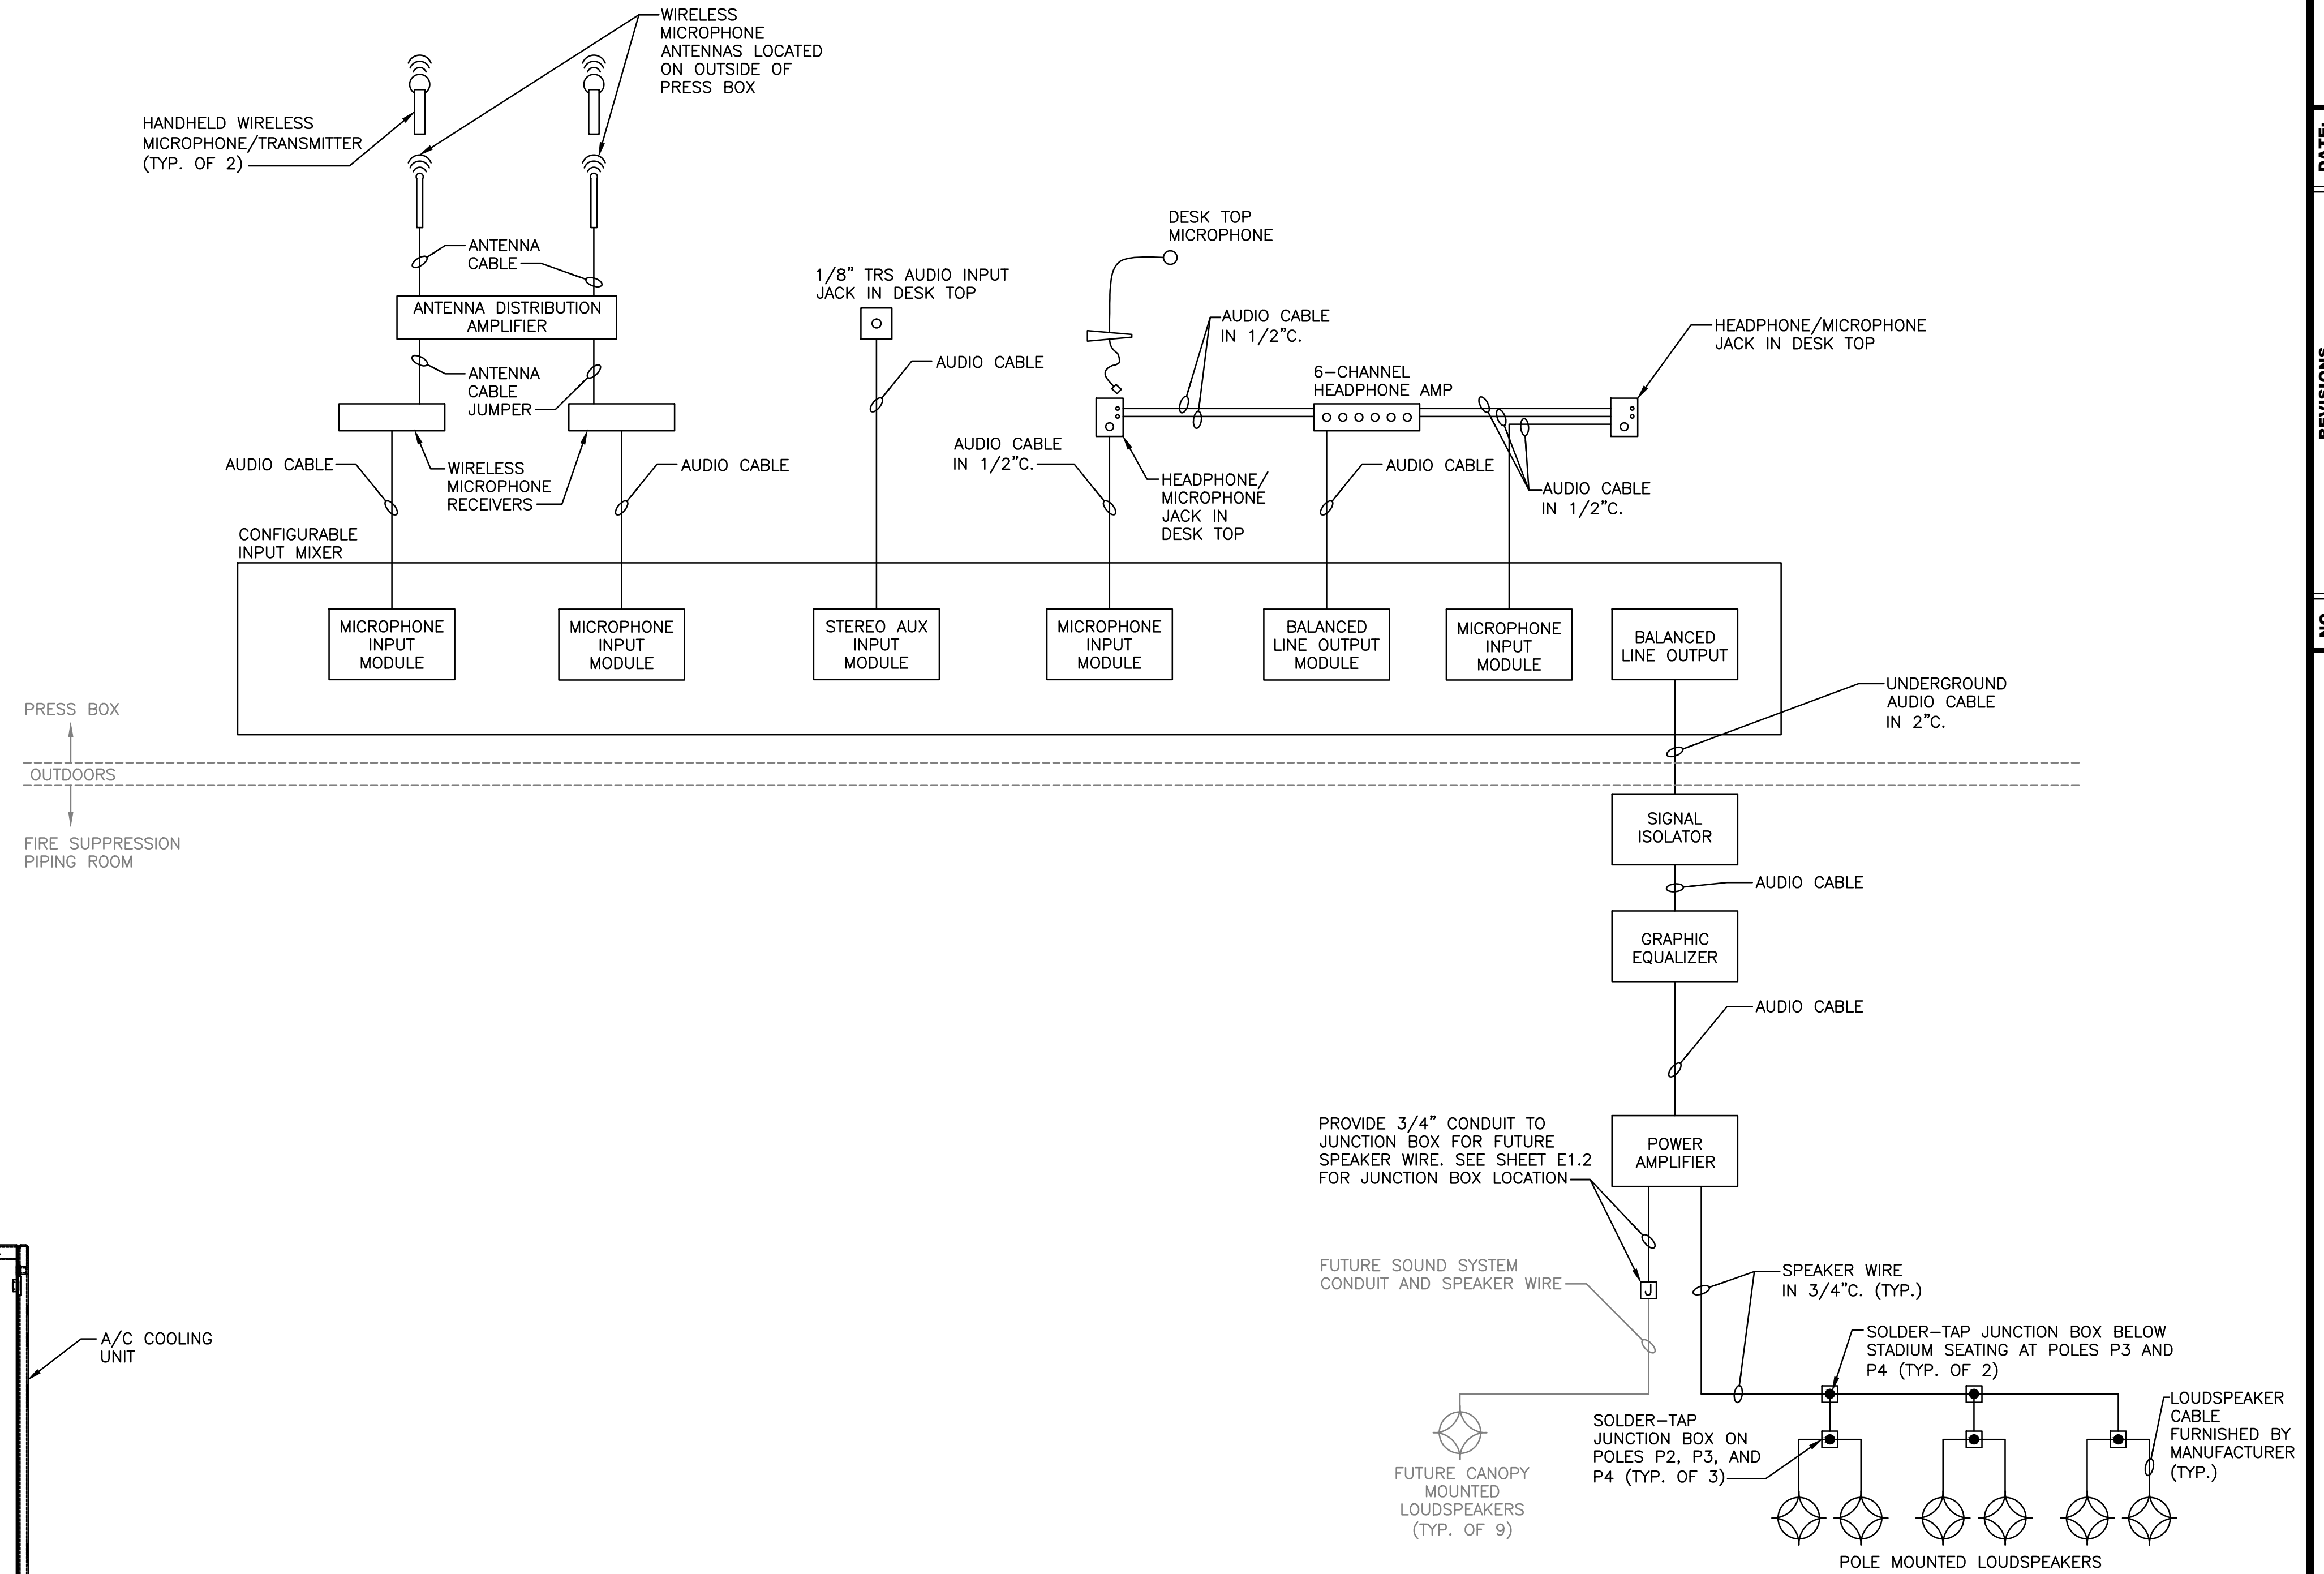 WIRELESS
MICROPHONE
ANTENNAS LOCATED
ON OUTSIDE OF
PRESS BOX
HANDHELD WIRELESS
MICROPHONE/TRANSMITTER
(TYP. OF 2)
ANTENNA
CABLE
ANTENNA DISTRIBUTION
AMPLIFIER
ANTENNA
CABLE
JUMPER
AUDIO CABLE
WIRELESS
MICROPHONE
RECEIVERS
AUDIO CABLE
1/8" TRS AUDIO INPUT
JACK IN DESK TOP
AUDIO CABLE
DESK TOP
MICROPHONE
AUDIO CABLE
IN 1/2"C.
6-CHANNEL
HEADPHONE AMP
HEADPHONE/MICROPHONE
JACK IN DESK TOP
AUDIO CABLE
IN 1/2"C.
HEADPHONE/
MICROPHONE
JACK IN
DESK TOP
AUDIO CABLE
AUDIO CABLE
IN 1/2"C.
CONFIGURABLE
INPUT MIXER
MICROPHONE
INPUT
MODULE
MICROPHONE
INPUT
MODULE
STEREO AUX
INPUT
MODULE
MICROPHONE
INPUT
MODULE
BALANCED
LINE OUTPUT
MODULE
MICROPHONE
INPUT
MODULE
BALANCED
LINE OUTPUT
UNDERGROUND
AUDIO CABLE
IN 2"C.
PRESS BOX
OUTDOORS
FIRE SUPPRESSION
PIPING ROOM
SIGNAL
ISOLATOR
AUDIO CABLE
GRAPHIC
EQUALIZER
AUDIO CABLE
PROVIDE 3/4" CONDUIT TO
JUNCTION BOX FOR FUTURE
SPEAKER WIRE. SEE SHEET E1.2
FOR JUNCTION BOX LOCATION
POWER
AMPLIFIER
FUTURE SOUND SYSTEM
CONDUIT AND SPEAKER WIRE
J
SPEAKER WIRE
IN 3/4"C. (TYP.)
A/C COOLING
UNIT
SOLDER-TAP JUNCTION BOX BELOW
STADIUM SEATING AT POLES P3 AND
P4 (TYP. OF 2)
LOUDSPEAKER
CABLE
FURNISHED BY
MANUFACTURER
(TYP.)
SOLDER-TAP
JUNCTION BOX ON
POLES P2, P3, AND
P4 (TYP. OF 3)
FUTURE CANOPY
MOUNTED
LOUDSPEAKERS
(TYP. OF 9)
POLE MOUNTED LOUDSPEAKERS
DATE:
REVISIONS